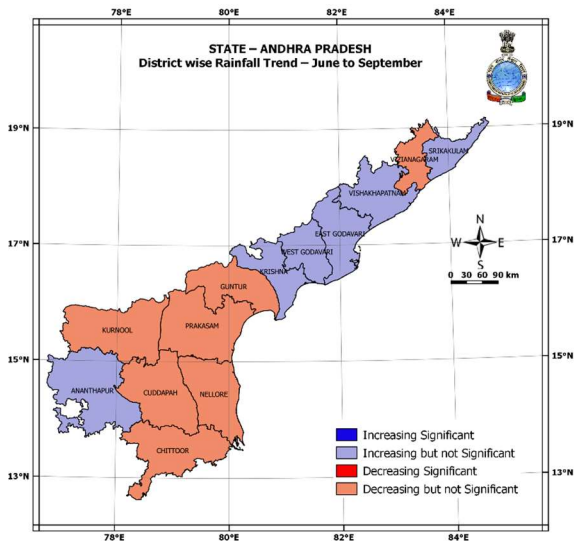 78°E 80°E 82°E 84°E
STATE – ANDHRA PRADESH
District wise Rainfall Trend – June to September
19°N 19°N
SRIKAKULAM
VIZIANAGARAM
VISHAKHAPATNAM
EAST GODAVARI
WEST GODAVARI
KRISHNA
N
W E
S
17°N 17°N
0 30 60 90 km
GUNTUR
PRAKASAM
KURNOOL
15°N 15°N
ANANTHAPUR
CUDDAPAH
NELLORE
CHITTOOR
Increasing Significant
Increasing but not Significant
Decreasing Significant
Decreasing but not Significant
13°N 13°N
78°E 80°E 82°E 84°E